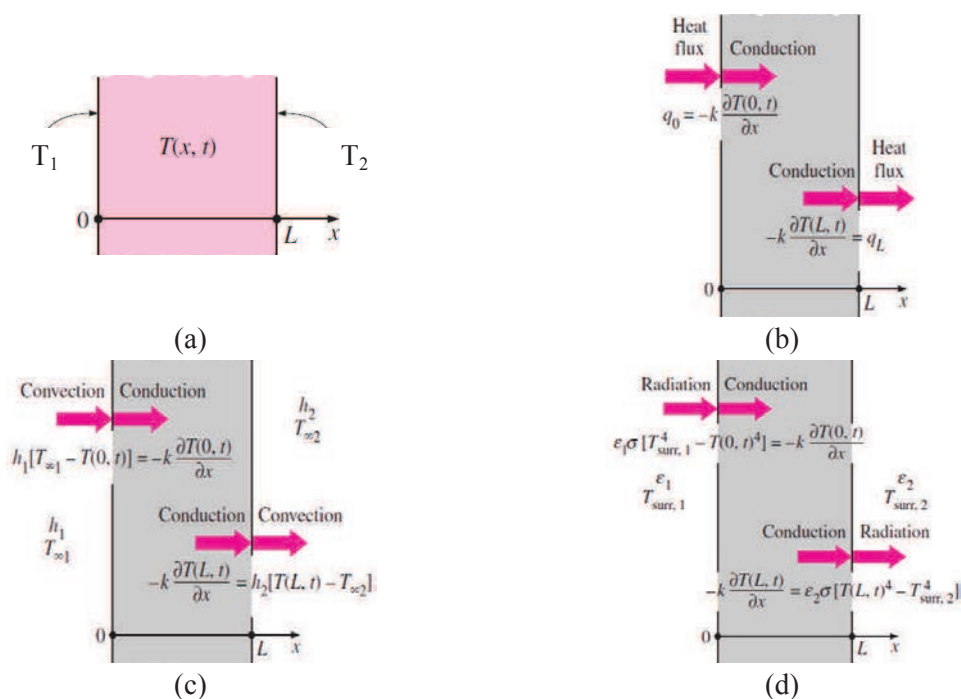 T₁
T(x, t)
T₂
0
L
x
(a)
Heat flux
Conduction
q₀ = −k ∂T(0, t)/∂x
Heat flux
Conduction
−k ∂T(L, t)/∂x = q_L
0
L
x
(b)
Convection
Conduction
h₁[T∞1 − T(0, t)] = −k ∂T(0, t)/∂x
h₂
T∞2
h₁
T∞1
Conduction
Convection
−k ∂T(L, t)/∂x = h₂[T(L, t) − T∞2]
0
L
x
(c)
Radiation
Conduction
ε₁σ[T⁴surr, 1 − T(0, t)⁴] = −k ∂T(0, t)/∂x
ε₁
Tsurr, 1
ε₂
Tsurr, 2
Conduction
Radiation
−k ∂T(L, t)/∂x = ε₂σ[T(L, t)⁴ − T⁴surr, 2]
0
L
x
(d)